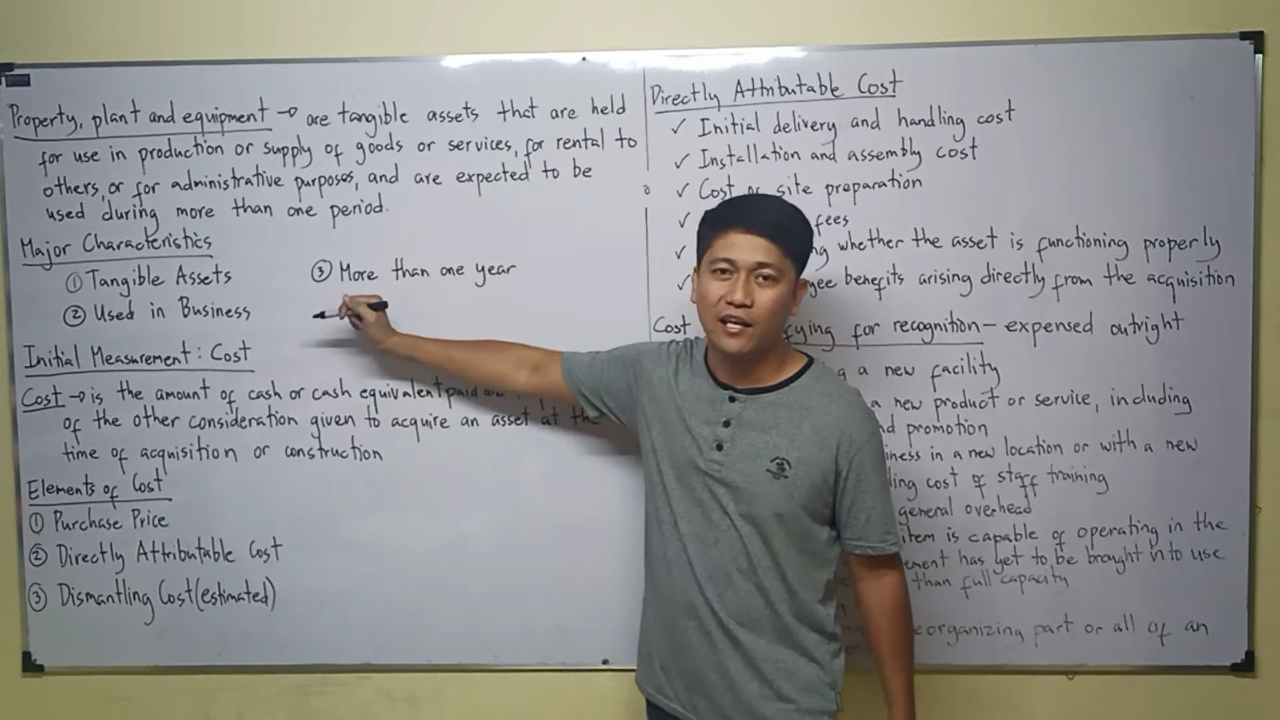 Property, plant and equipment → are tangible assets that are held
for use in production or supply of goods or services, for rental to
others, or for administrative purposes, and are expected to be
used during more than one period.
Major Characteristics
① Tangible Assets
② Used in Business
③ More than one year
Initial Measurement: Cost
Cost → is the amount of cash or cash equivalent paid
of the other consideration given to acquire an asset at the
time of acquisition or construction
Elements of Cost
① Purchase Price
② Directly Attributable Cost
③ Dismantling Cost(estimated)
Directly Attributable Cost
✓ Initial delivery and handling cost
✓ Installation and assembly cost
✓ Cost of site preparation
✓ fees
✓ whether the asset is functioning properly
✓ benefits arising directly from the acquisition
Cost for recognition - expensed outright
a new facility
a new product or service, including
promotion
in a new location or with a new
cost of staff training
general overhead
item is capable of operating in the
has yet to be brought into use
than full capacity
part or all of an